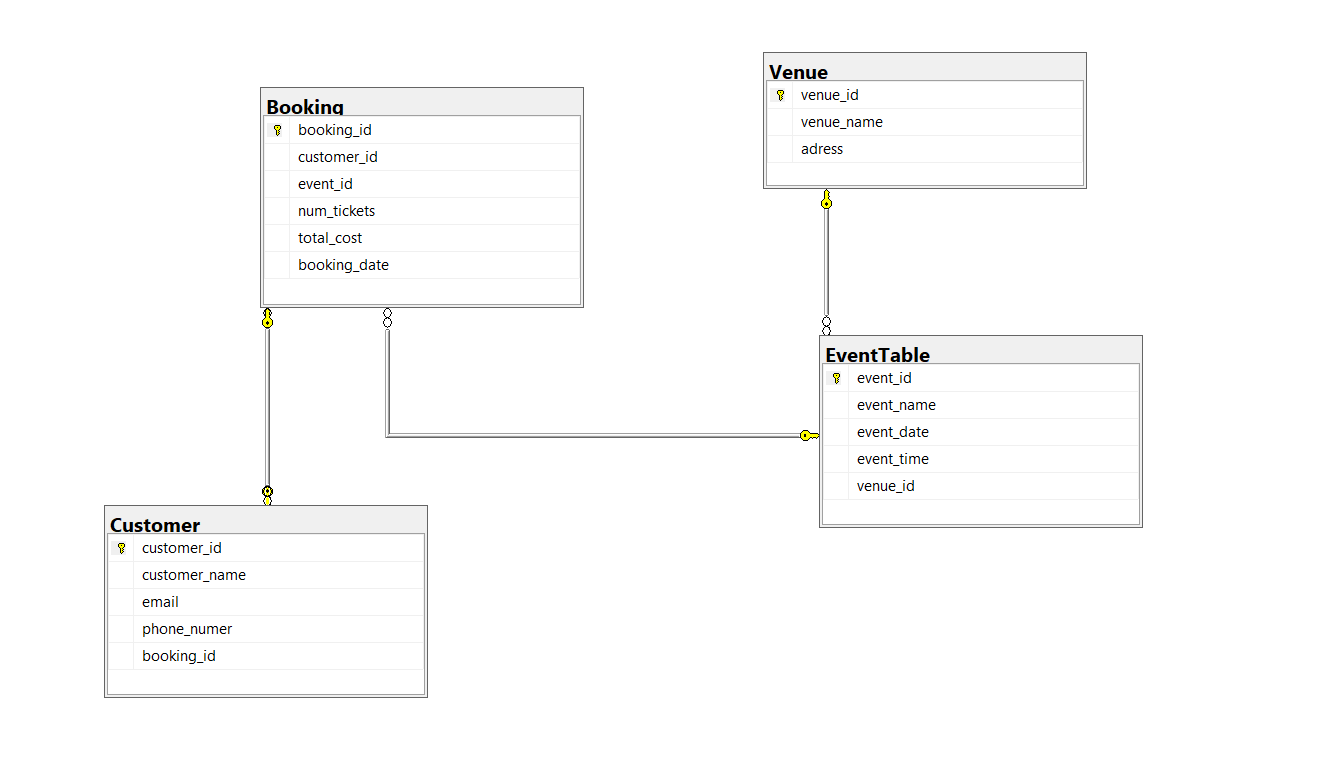 Booking
booking_id
customer_id
event_id
num_tickets
total_cost
booking_date
Venue
venue_id
venue_name
adress
EventTable
event_id
event_name
event_date
event_time
venue_id
Customer
customer_id
customer_name
email
phone_numer
booking_id